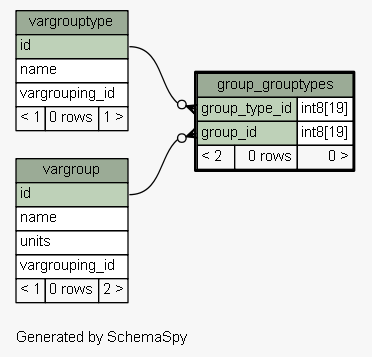 vargrouptype
id
name
vargrouping_id
< 1 0 rows 1 >
group_grouptypes
group_type_id int8[19]
group_id int8[19]
< 2 0 rows 0 >
vargroup
id
name
units
vargrouping_id
< 1 0 rows 2 >
Generated by SchemaSpy